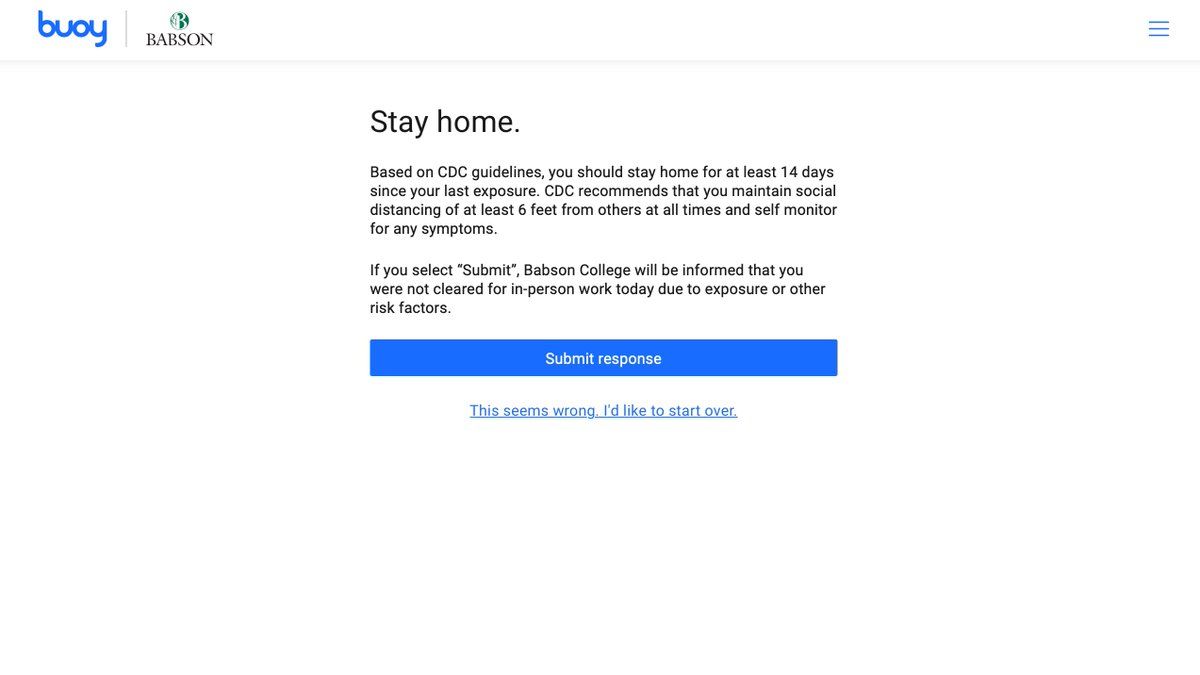 buoy
B
BABSON
Stay home.
Based on CDC guidelines, you should stay home for at least 14 days
since your last exposure. CDC recommends that you maintain social
distancing of at least 6 feet from others at all times and self monitor
for any symptoms.
If you select “Submit”, Babson College will be informed that you
were not cleared for in-person work today due to exposure or other
risk factors.
Submit response
This seems wrong. I'd like to start over.